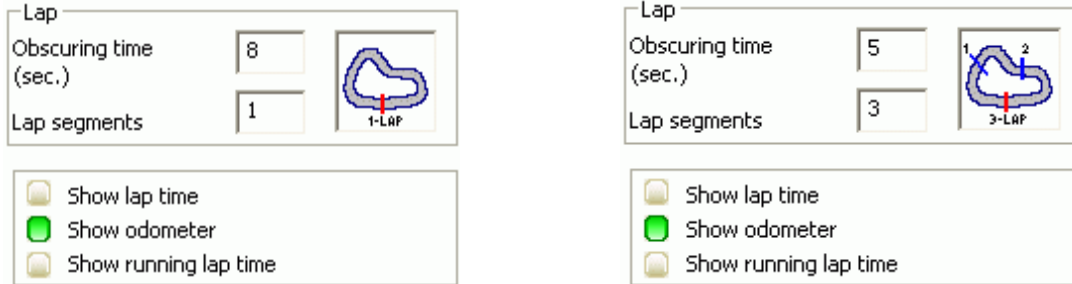 Lap
Obscuring time
(sec.)
8
Lap segments
1
1-LAP
Show lap time
Show odometer
Show running lap time
Lap
Obscuring time
(sec.)
5
Lap segments
3
1
2
3-LAP
Show lap time
Show odometer
Show running lap time